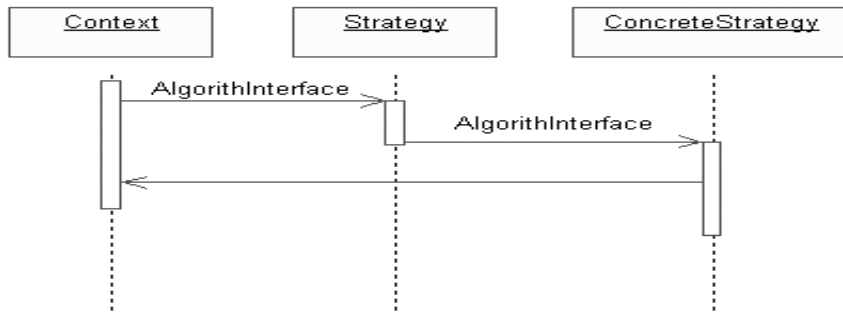 Context
Strategy
ConcreteStrategy
AlgorithInterface
AlgorithInterface